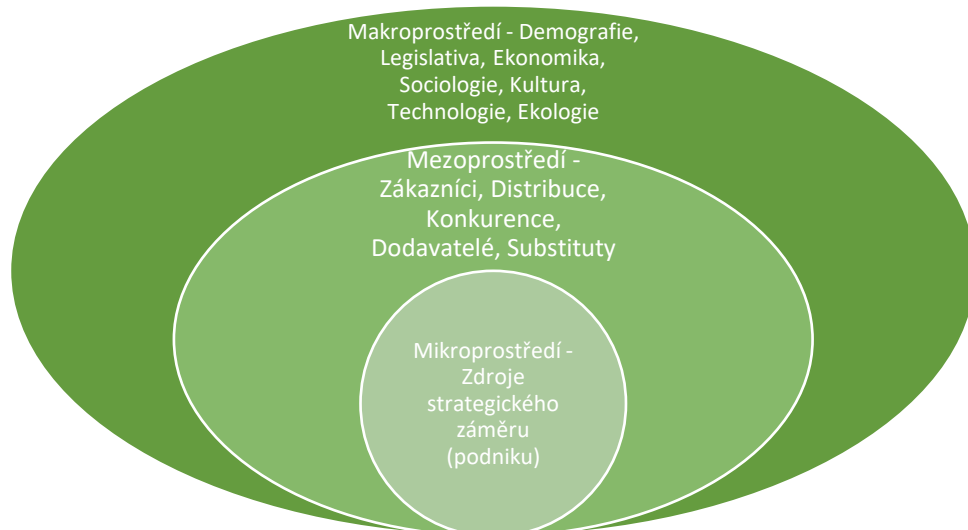 Makroprostředí - Demografie,
Legislativa, Ekonomika,
Sociologie, Kultura,
Technologie, Ekologie
Mezoprostředí -
Zákazníci, Distribuce,
Konkurence,
Dodavatelé, Substituty
Mikroprostředí -
Zdroje
strategického
záměru
(podniku)